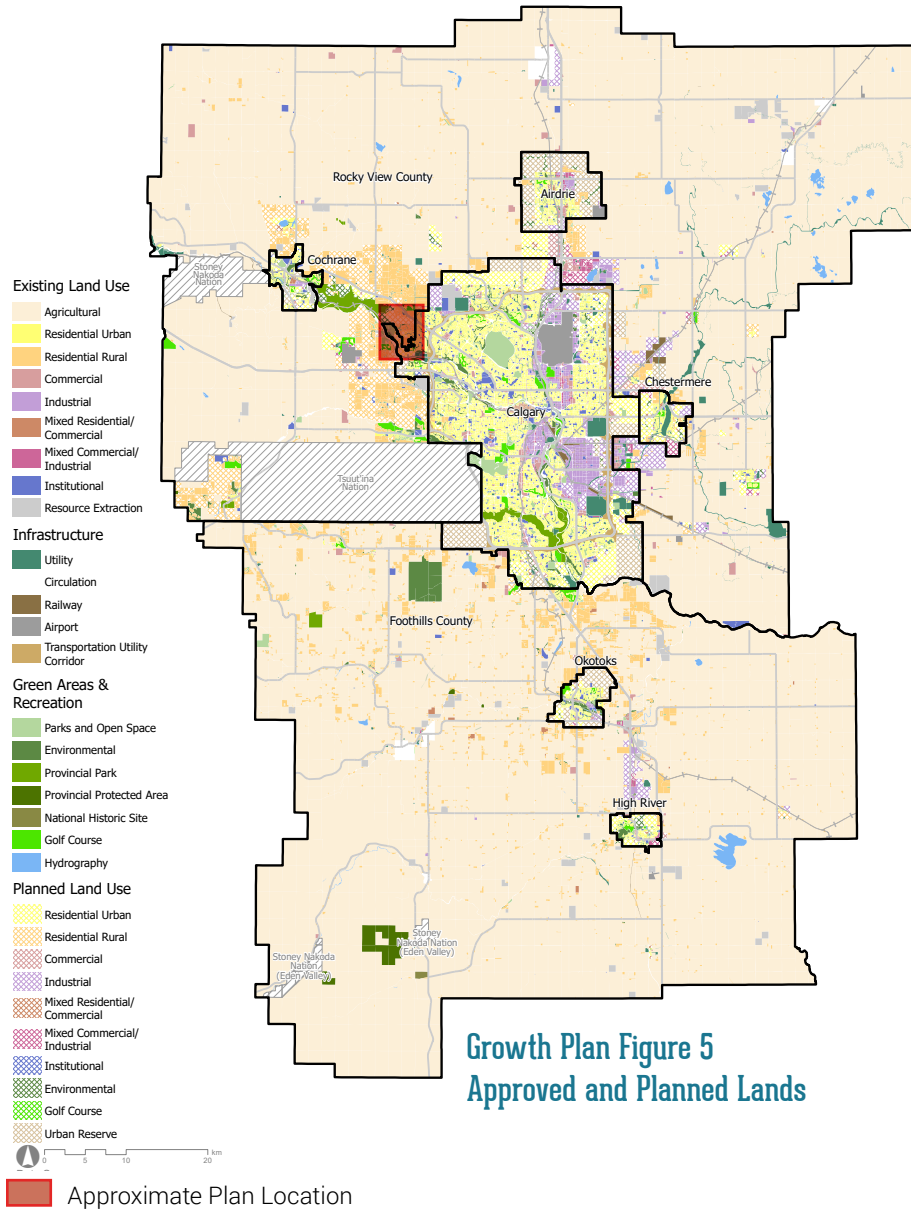 Rocky View County
Airdrie
Stoney
Nakoda
Nation
Cochrane
Chestermere
Calgary
Tsuut'ina
Nation
Foothills County
Okotoks
High River
Stoney Nakoda
Nation
(Eden Valley)
Stoney
Nakoda Nation
(Eden Valley)
Existing Land Use
Agricultural
Residential Urban
Residential Rural
Commercial
Industrial
Mixed Residential/
Commercial
Mixed Commercial/
Industrial
Institutional
Resource Extraction
Infrastructure
Utility
Circulation
Railway
Airport
Transportation Utility
Corridor
Green Areas &
Recreation
Parks and Open Space
Environmental
Provincial Park
Provincial Protected Area
National Historic Site
Golf Course
Hydrography
Planned Land Use
Residential Urban
Residential Rural
Commercial
Industrial
Mixed Residential/
Commercial
Mixed Commercial/
Industrial
Institutional
Environmental
Golf Course
Urban Reserve
km
0 5 10 20
Growth Plan Figure 5
Approved and Planned Lands
Approximate Plan Location